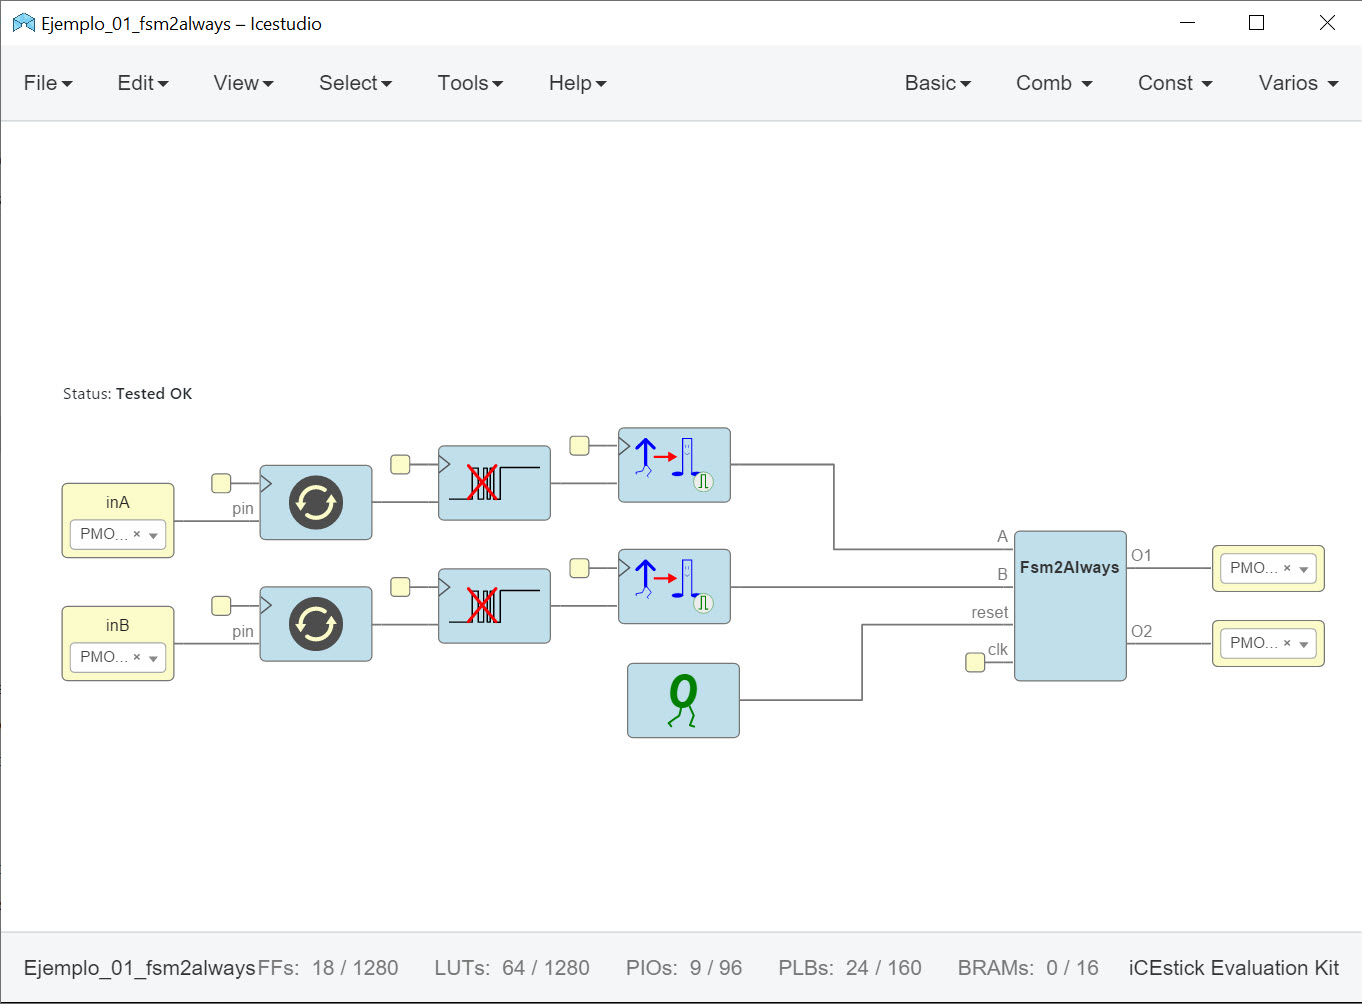 Ejemplo_01_fsm2always – Icestudio
File Edit View Select Tools Help Basic Comb Const Varios
Status: Tested OK
inA
PMO...
pin
inB
PMO...
pin
0
A
B
reset
clk
Fsm2Always
O1
O2
PMO...
PMO...
Ejemplo_01_fsm2always FFs: 18 / 1280 LUTs: 64 / 1280 PIOs: 9 / 96 PLBs: 24 / 160 BRAMs: 0 / 16 iCEstick Evaluation Kit